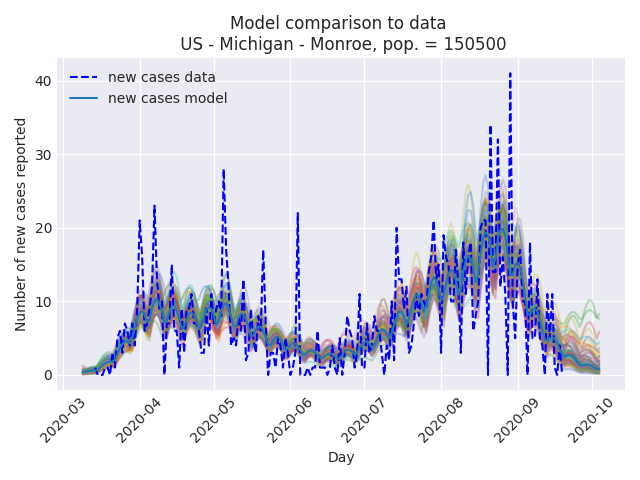 Model comparison to data
US - Michigan - Monroe, pop. = 150500
new cases data
new cases model
Number of new cases reported
40
30
20
10
0
2020-03
2020-04
2020-05
2020-06
2020-07
2020-08
2020-09
2020-10
Day